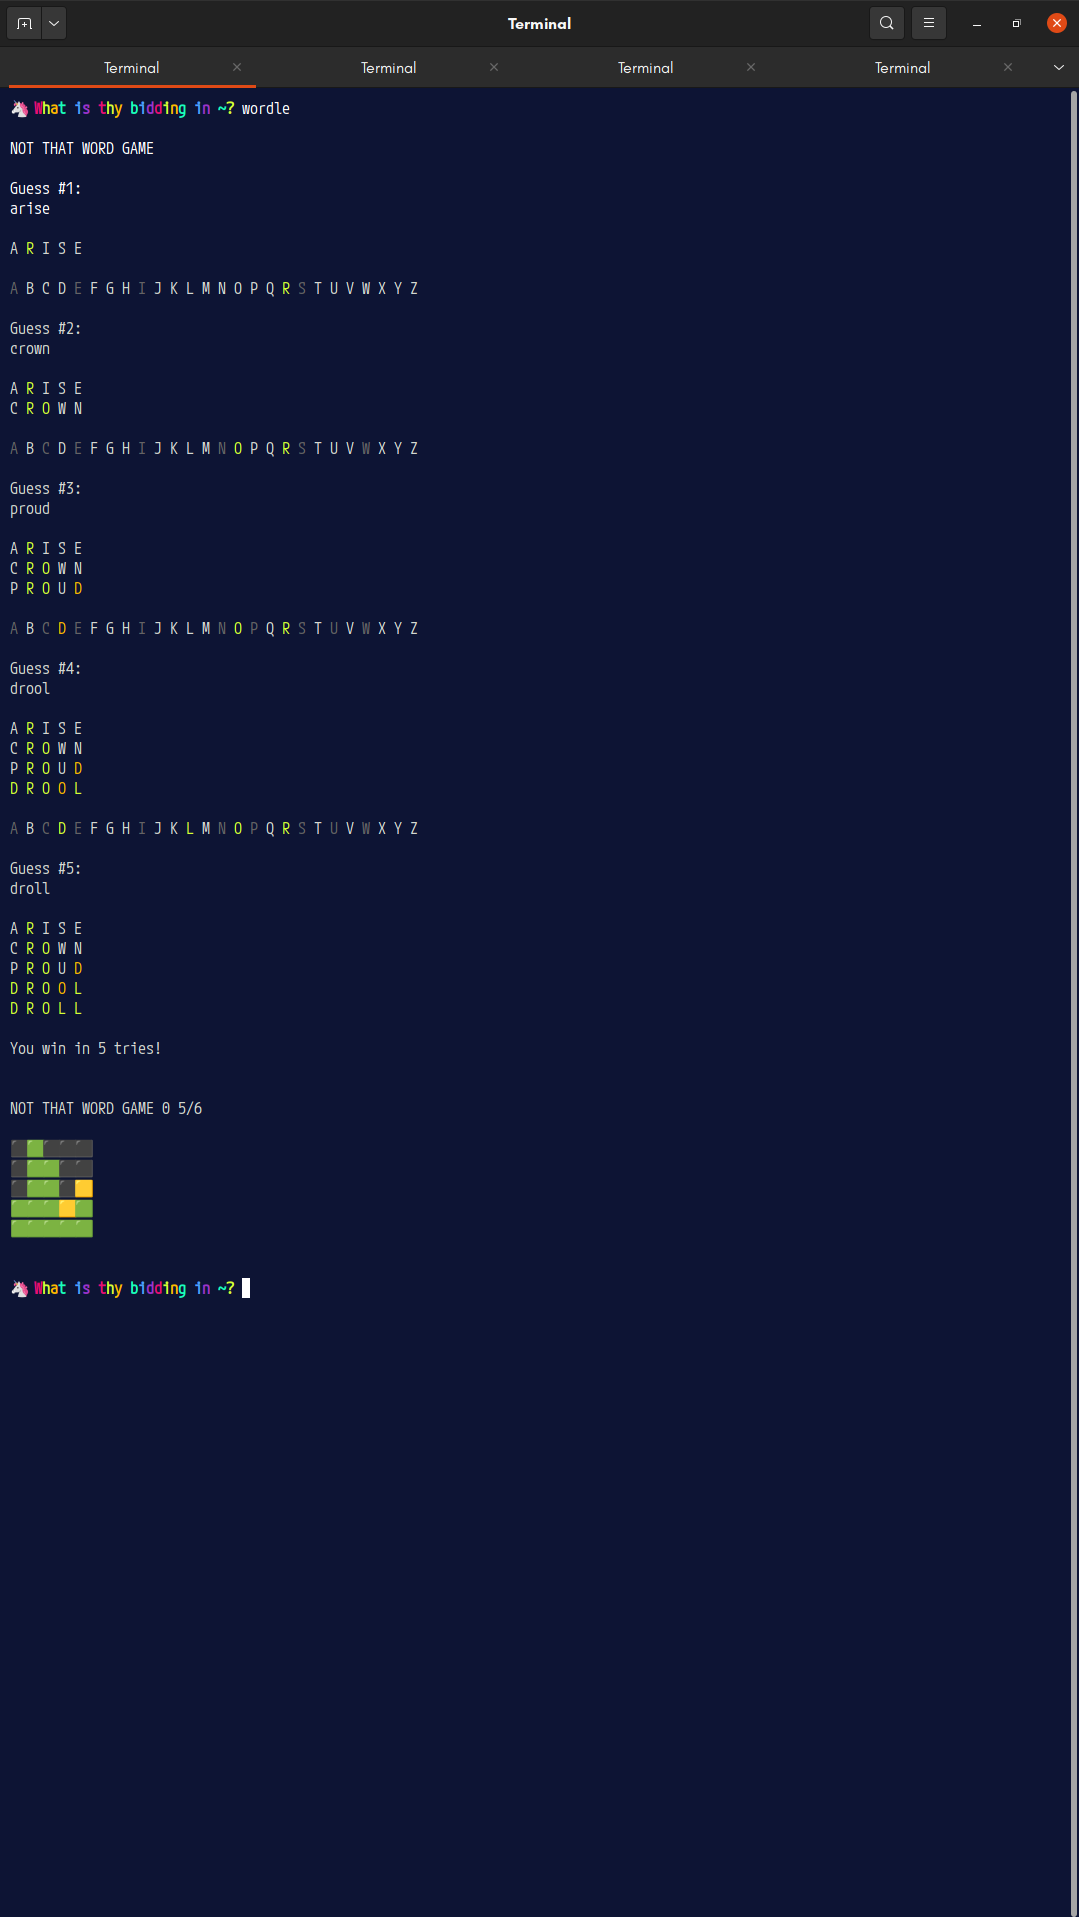 Terminal
Terminal Terminal Terminal Terminal
What is thy bidding in ~? wordle
NOT THAT WORD GAME
Guess #1:
arise
A R I S E
A B C D E F G H I J K L M N O P Q R S T U V W X Y Z
Guess #2:
crown
A R I S E
C R O W N
A B C D E F G H I J K L M N O P Q R S T U V W X Y Z
Guess #3:
proud
A R I S E
C R O W N
P R O U D
A B C D E F G H I J K L M N O P Q R S T U V W X Y Z
Guess #4:
drool
A R I S E
C R O W N
P R O U D
D R O O L
A B C D E F G H I J K L M N O P Q R S T U V W X Y Z
Guess #5:
droll
A R I S E
C R O W N
P R O U D
D R O O L
D R O L L
You win in 5 tries!
NOT THAT WORD GAME 0 5/6
What is thy bidding in ~?